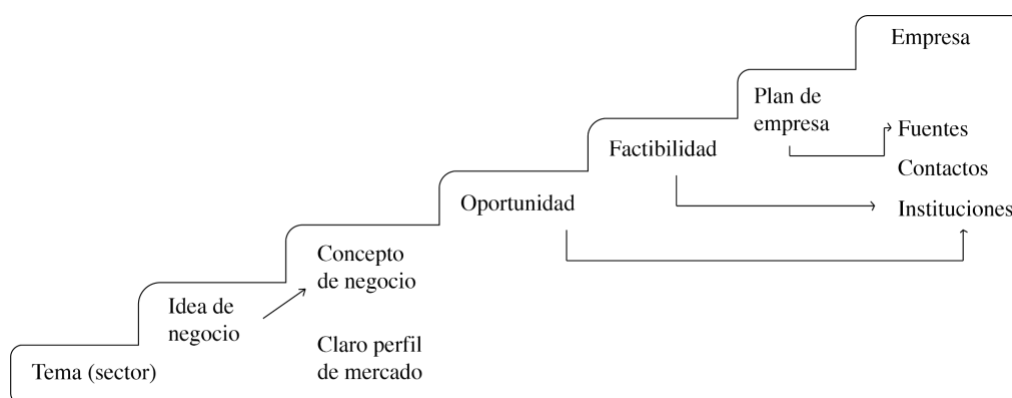 Empresa
Plan de
empresa
Fuentes
Factibilidad
Contactos
Oportunidad
Instituciones
Concepto
de negocio
Idea de
negocio
Claro perfil
de mercado
Tema (sector)